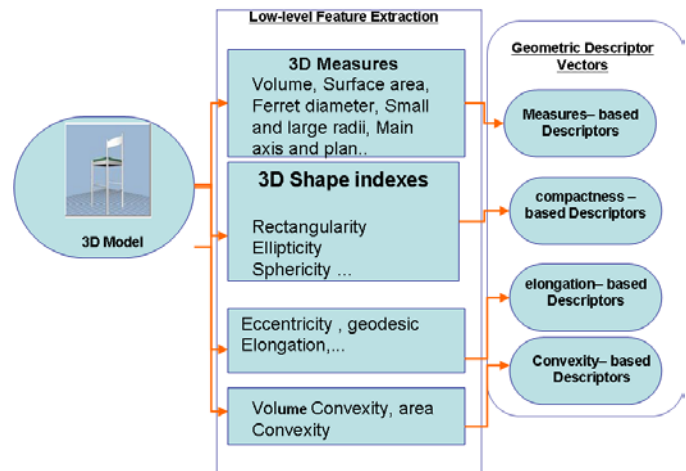 Low-level Feature Extraction
3D Measures
Volume, Surface area,
Ferret diameter, Small
and large radii, Main
axis and plan..
3D Shape indexes
Rectangularity
Ellipticity
Sphericity ...
Eccentricity , geodesic
Elongation,...
Volume Convexity, area
Convexity
3D Model
Geometric Descriptor
Vectors
Measures– based
Descriptors
compactness –
based Descriptors
elongation– based
Descriptors
Convexity– based
Descriptors